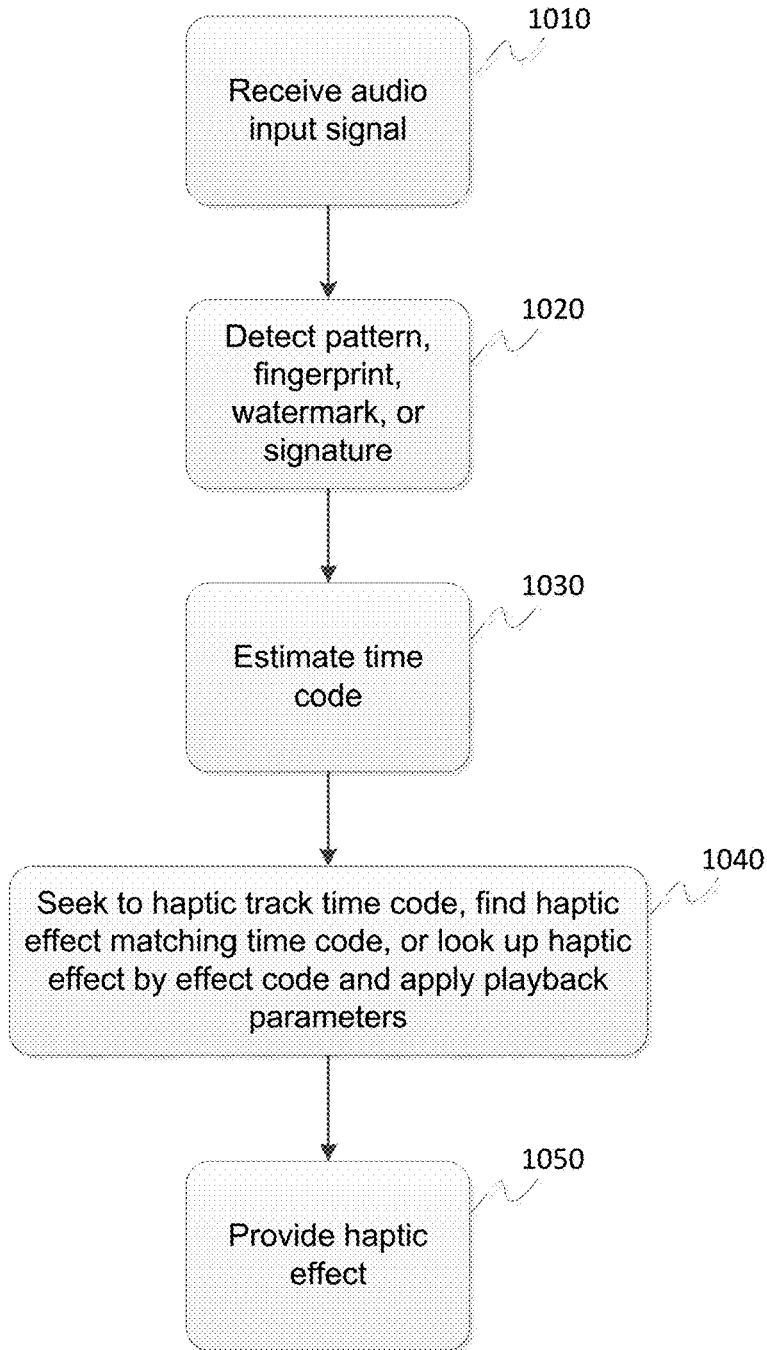 1010
Receive audio
input signal
1020
Detect pattern,
fingerprint,
watermark, or
signature
1030
Estimate time
code
1040
Seek to haptic track time code, find haptic
effect matching time code, or look up haptic
effect by effect code and apply playback
parameters
1050
Provide haptic
effect